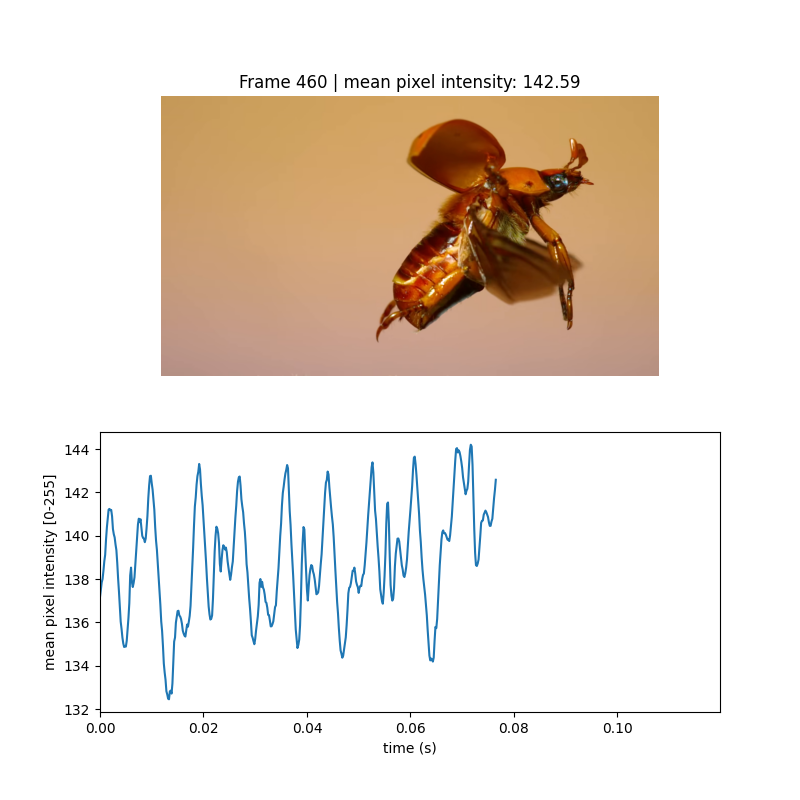 Frame 460 | mean pixel intensity: 142.59
mean pixel intensity [0-255]
144
142
140
138
136
134
132
0.00 0.02 0.04 0.06 0.08 0.10
time (s)